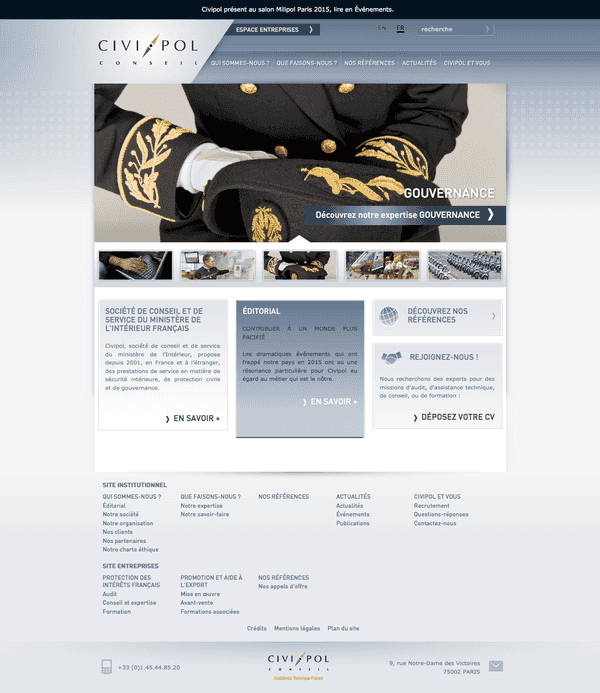 Civipol présent au salon Milipol Paris 2015, lire en Événements.
CIVIPOL
CONSEIL
ESPACE ENTREPRISES
EN FR
recherche
QUI SOMMES-NOUS ? QUE FAISONS-NOUS ? NOS RÉFÉRENCES ACTUALITÉS CIVIPOL ET VOUS
GOUVERNANCE
Découvrez notre expertise GOUVERNANCE
SOCIÉTÉ DE CONSEIL ET DE
SERVICE DU MINISTÈRE DE
L'INTÉRIEUR FRANÇAIS
Civipol, société de conseil et de service
du ministère de l'Intérieur, propose
depuis 2001, en France et à l'étranger,
des prestations de service en matière de
sécurité intérieure, de protection civile
et de gouvernance.
EN SAVOIR +
ÉDITORIAL
CONTRIBUER À UN MONDE PLUS
PACIFIÉ
Les dramatiques événements qui ont
frappé notre pays en 2015 ont eu une
résonance particulière pour Civipol eu
égard au métier qui est le nôtre.
EN SAVOIR +
DÉCOUVREZ NOS
RÉFÉRENCES
REJOIGNEZ-NOUS !
Nous recherchons des experts pour des
missions d'audit, d'assistance technique,
de conseil, ou de formation :
DÉPOSEZ VOTRE CV
SITE INSTITUTIONNEL
QUI SOMMES-NOUS ?
Éditorial
Notre société
Notre organisation
Nos clients
Nos partenaires
Notre charte éthique
QUE FAISONS-NOUS ?
Notre expertise
Notre savoir-faire
NOS RÉFÉRENCES
ACTUALITÉS
Actualités
Événements
Publications
CIVIPOL ET VOUS
Recrutement
Questions-réponses
Contactez-nous
SITE ENTREPRISES
PROTECTION DES
INTÉRÊTS FRANÇAIS
Audit
Conseil et expertise
Formation
PROMOTION ET AIDE À
L'EXPORT
Mise en œuvre
Avant-vente
Formations associées
NOS RÉFÉRENCES
Nos appels d'offre
Crédits Mentions légales Plan du site
+33 (0)1.45.44.85.20
CIVIPOL
CONSEIL
Assistance Technique France
9, rue Notre-Dame des Victoires
75002 PARIS